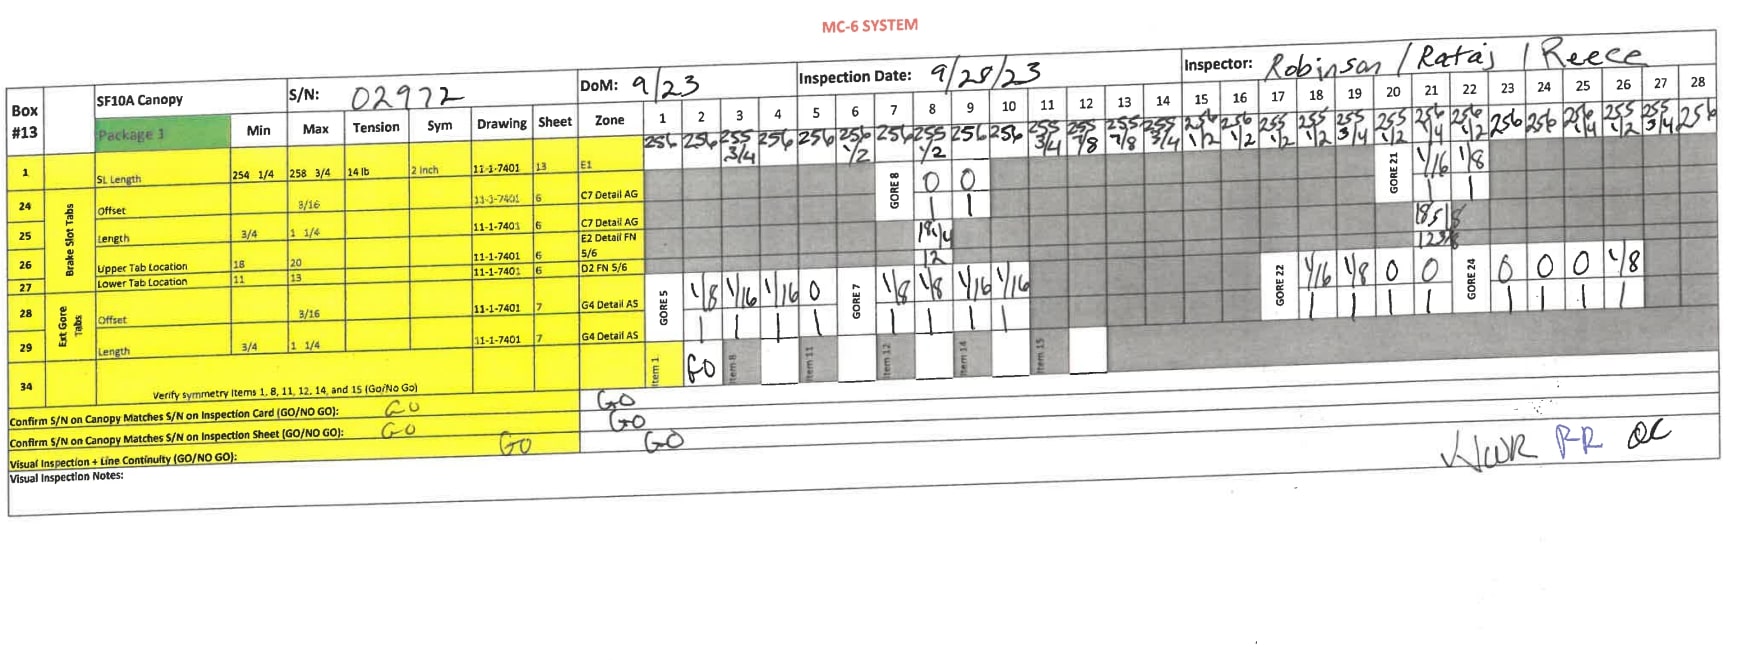 MC-6 SYSTEM
Box #13 SF10A Canopy S/N: 02972 DoM: 9/23 Inspection Date: 9/28/23 Inspector: Robinson / Rataj / Reece
Package 1 Min Max Tension Sym Drawing Sheet Zone 1 2 3 4 5 6 7 8 9 10 11 12 13 14 15 16 17 18 19 20 21 22 23 24 25 26 27 28
1 SL Length 254 1/4 258 3/4 14 lb 2 Inch 11-1-7401 13 E1 256 256 255 3/4 256 256 256 1/2 256 255 1/2 256 256 255 3/4 255 7/8 255 7/8 255 3/4 256 1/2 256 1/2 255 1/2 255 1/2 255 3/4 255 1/2 256 1/4 256 1/2 256 256 256 1/4 255 1/2 255 3/4 256
Brake Slot Tabs
24 Offset 3/16 11-1-7401 6 C7 Detail AG GORE 8 0 0 GORE 21 1/16 1/8
25 Length 3/4 1 1/4 11-1-7401 6 C7 Detail AG 1 1 1 1
26 Upper Tab Location 18 20 11-1-7401 6 E2 Detail FN 5/6 18 1/4 18 5/8
27 Lower Tab Location 11 13 11-1-7401 6 D2 FN 5/6 12 12 3/8
Ext Gore Tabs
28 Offset 3/16 11-1-7401 7 G4 Detail AS GORE 5 1/8 1/16 1/16 0 GORE 7 1/8 1/8 1/16 1/16 GORE 22 1/16 1/8 0 0 GORE 24 0 0 0 1/8
29 Length 3/4 1 1/4 11-1-7401 7 G4 Detail AS 1 1 1 1 1 1 1 1 1 1 1 1 1 1 1 1
34 Verify symmetry Items 1, 8, 11, 12, 14, and 15 (Go/No Go) Item 1 GO Item 8 Item 11 Item 12 Item 14 Item 15
Confirm S/N on Canopy Matches S/N on Inspection Card (GO/NO GO): GO GO
Confirm S/N on Canopy Matches S/N on Inspection Sheet (GO/NO GO): GO GO
Visual Inspection + Line Continuity (GO/NO GO): GO GO
Visual Inspection Notes: